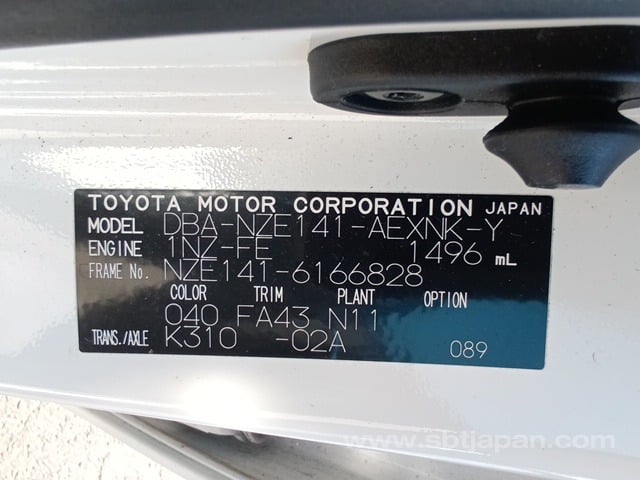 TOYOTA MOTOR CORPORATION JAPAN
MODEL DBA-NZE141-AEXNK-Y
ENGINE 1NZ-FE 1496 mL
FRAME No. NZE141-6166828
COLOR TRIM PLANT OPTION
040 FA43 N11
TRANS./AXLE K310 -02A 089
www.sbtjapan.com